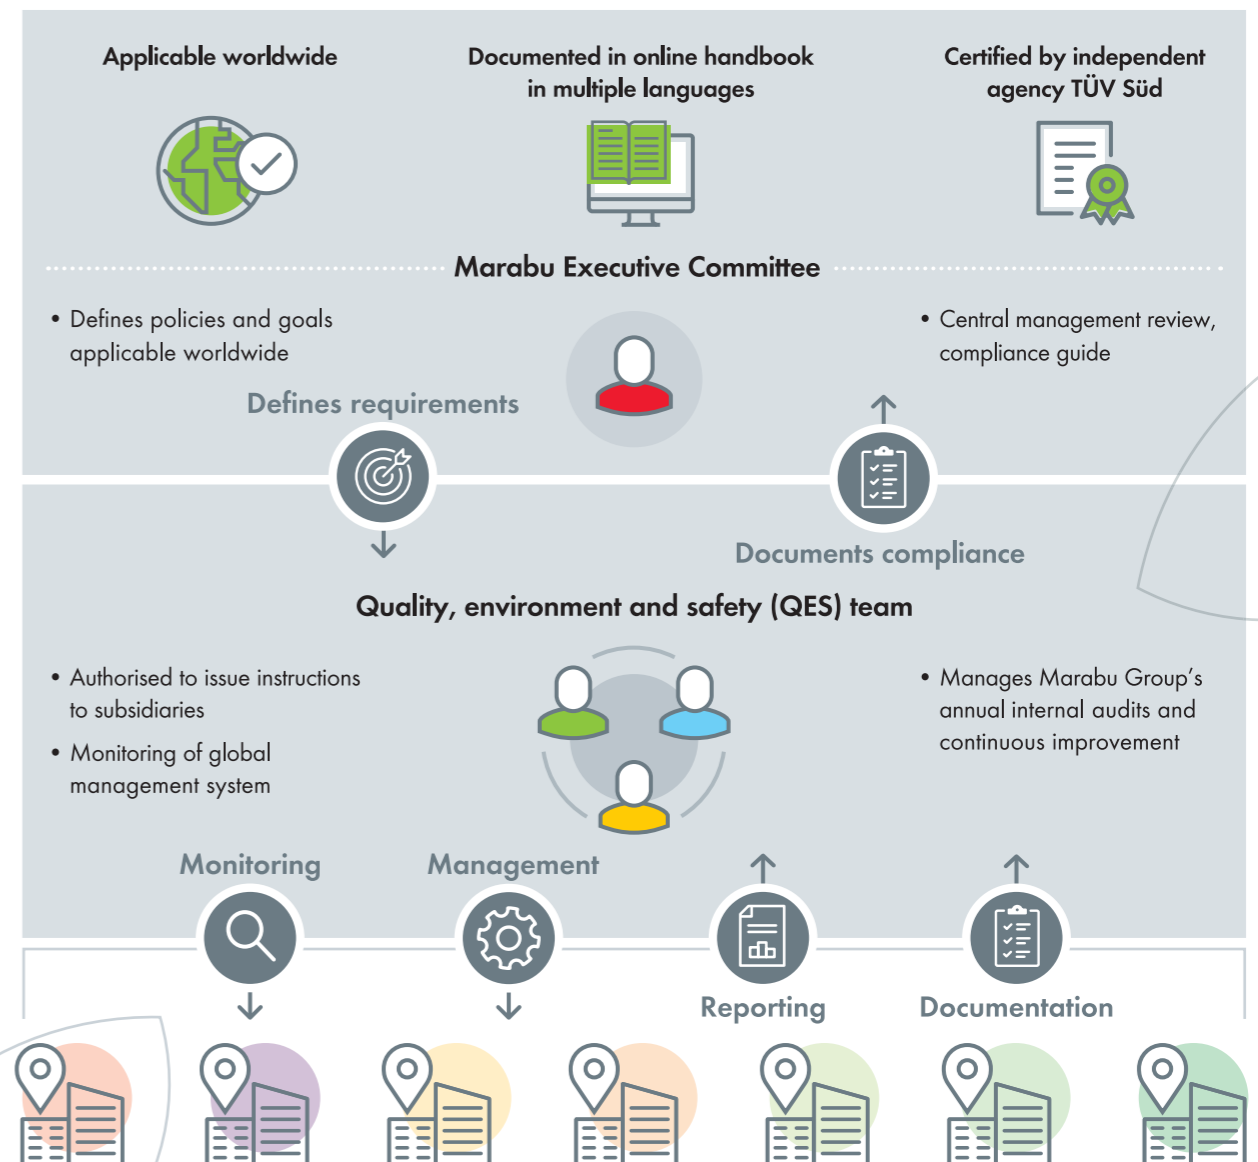 Applicable worldwide
Documented in online handbook
in multiple languages
Certified by independent
agency TÜV Süd
Marabu Executive Committee
• Defines policies and goals
applicable worldwide
• Central management review,
compliance guide
Defines requirements
Documents compliance
Quality, environment and safety (QES) team
• Authorised to issue instructions
to subsidiaries
• Monitoring of global
management system
• Manages Marabu Group’s
annual internal audits and
continuous improvement
Monitoring
Management
Reporting
Documentation